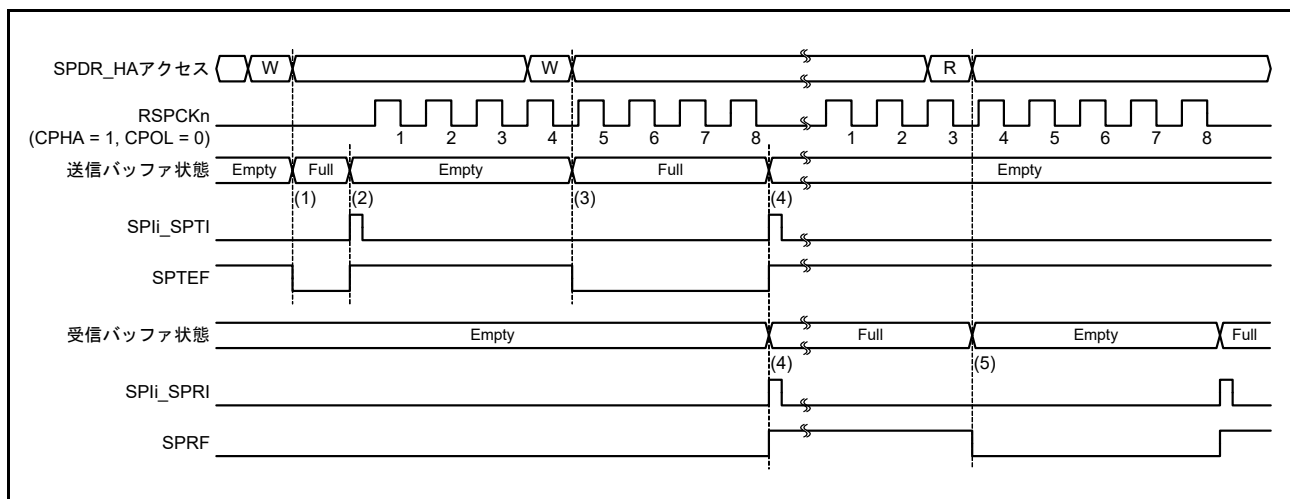 SPDR_HAアクセス W W R
RSPCKn
(CPHA = 1, CPOL = 0)
1 2 3 4 5 6 7 8 1 2 3 4 5 6 7 8
送信バッファ状態 Empty Full Empty Full Empty
(1) (2) (3) (4)
SPIi_SPTI
SPTEF
受信バッファ状態 Empty Full Empty Full
(4) (5)
SPIi_SPRI
SPRF